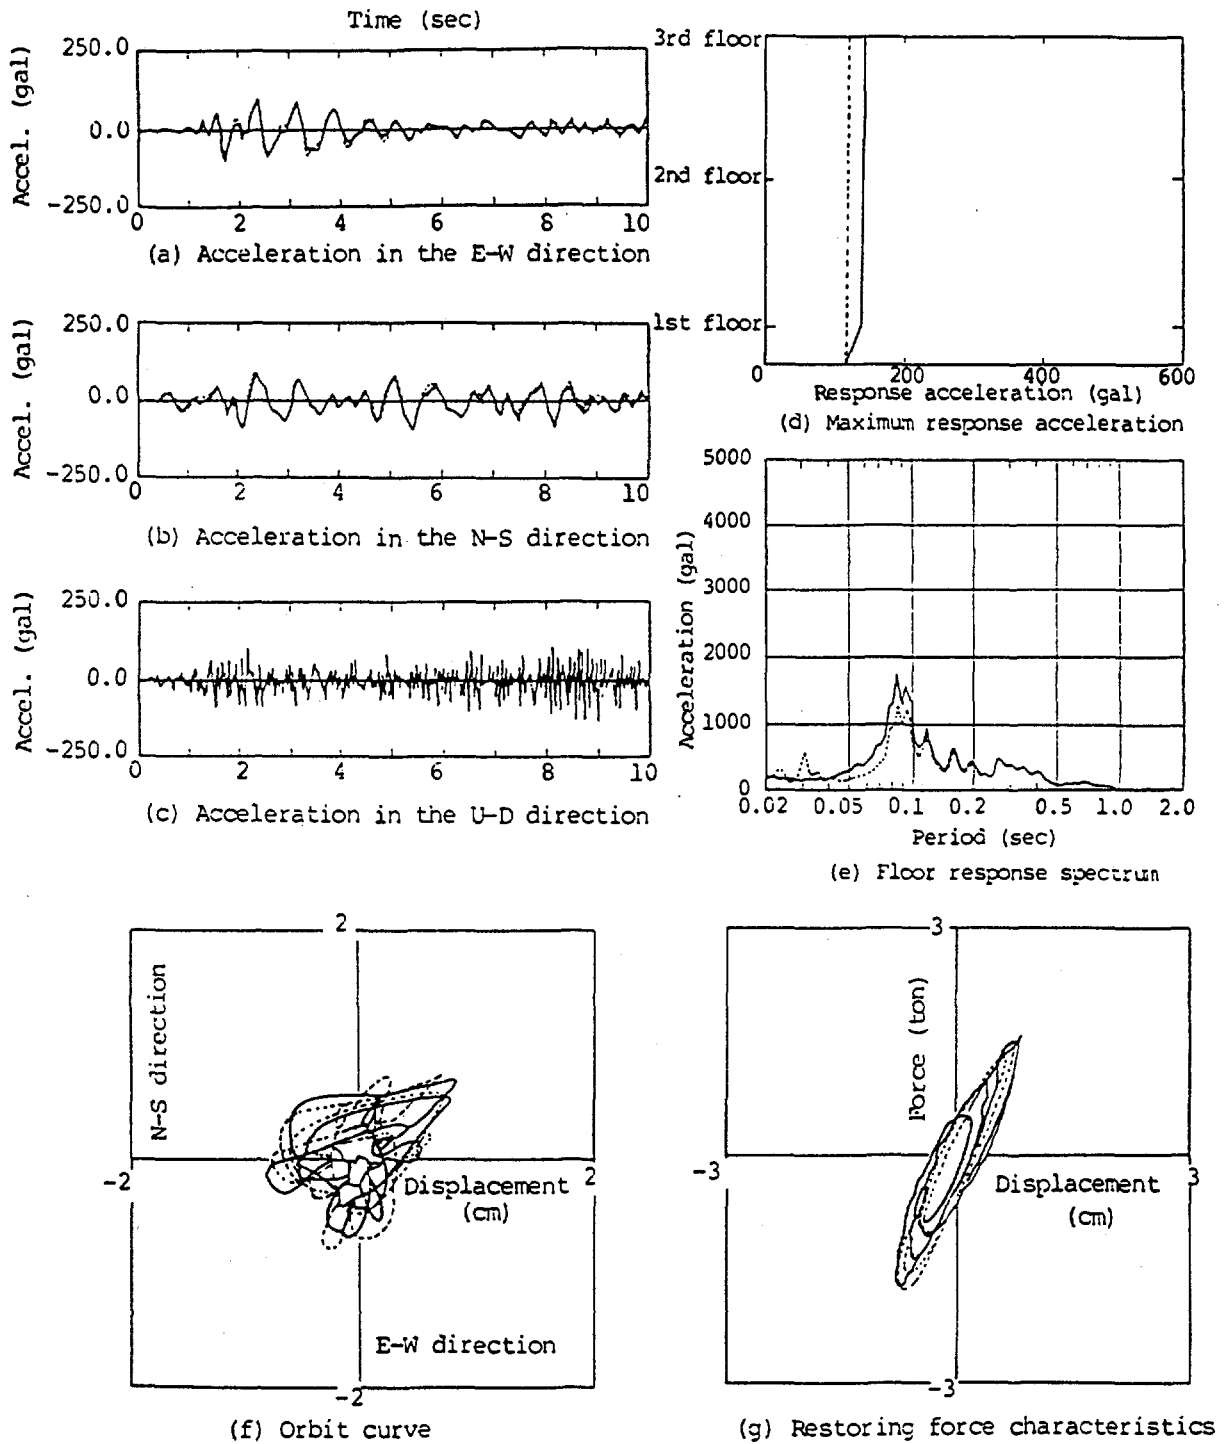 Time (sec)
Accel. (gal)
250.0
0.0
-250.0
0 2 4 6 8 10
(a) Acceleration in the E-W direction
Accel. (gal)
250.0
0.0
-250.0
0 2 4 6 8 10
(b) Acceleration in the N-S direction
Accel. (gal)
250.0
0.0
-250.0
0 2 4 6 8 10
(c) Acceleration in the U-D direction
3rd floor
2nd floor
1st floor
0 200 400 600
Response acceleration (gal)
(d) Maximum response acceleration
Acceleration (gal)
5000
4000
3000
2000
1000
0
0.02 0.05 0.1 0.2 0.5 1.0 2.0
Period (sec)
(e) Floor response spectrum
2
N-S direction
-2
2
Displacement
(cm)
E-W direction
-2
(f) Orbit curve
3
Force (ton)
-3
3
Displacement
(cm)
-3
(g) Restoring force characteristics